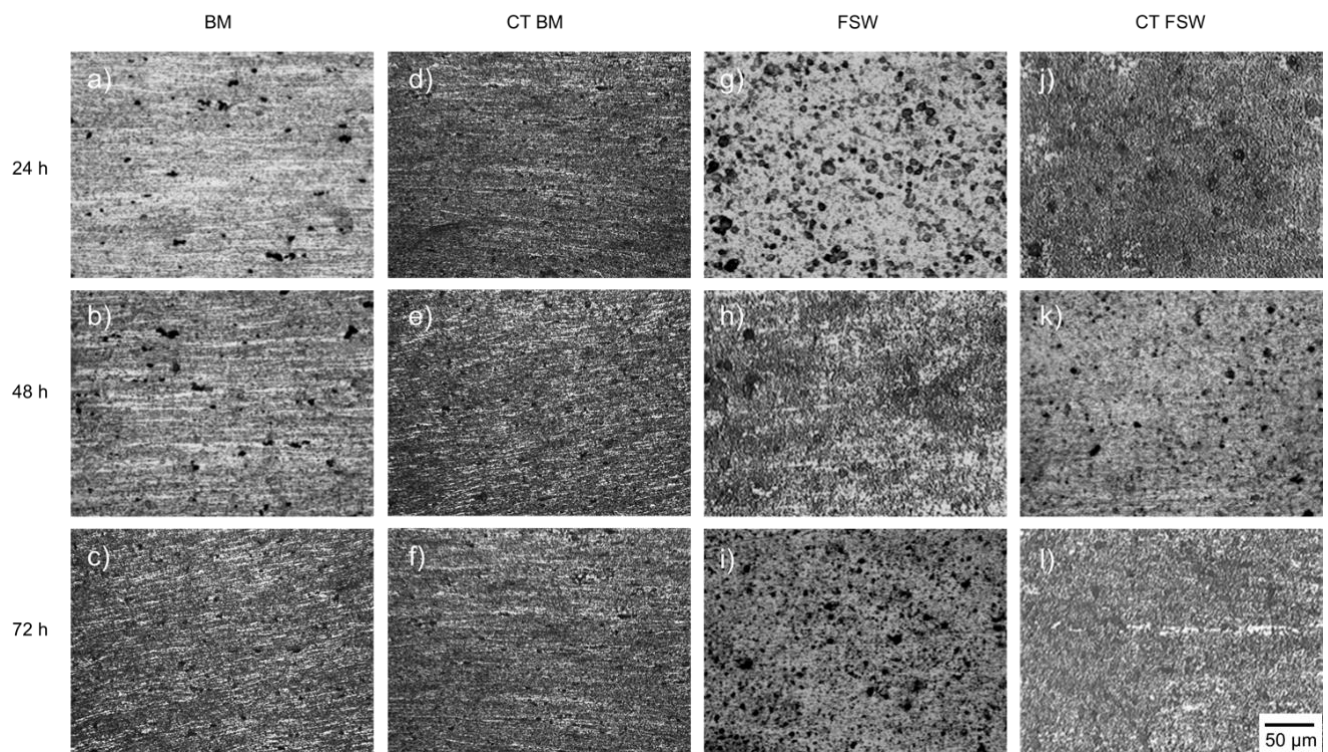 BM CT BM FSW CT FSW
24 h
a) d) g) j)
48 h
b) e) h) k)
72 h
c) f) i) l)
50 µm